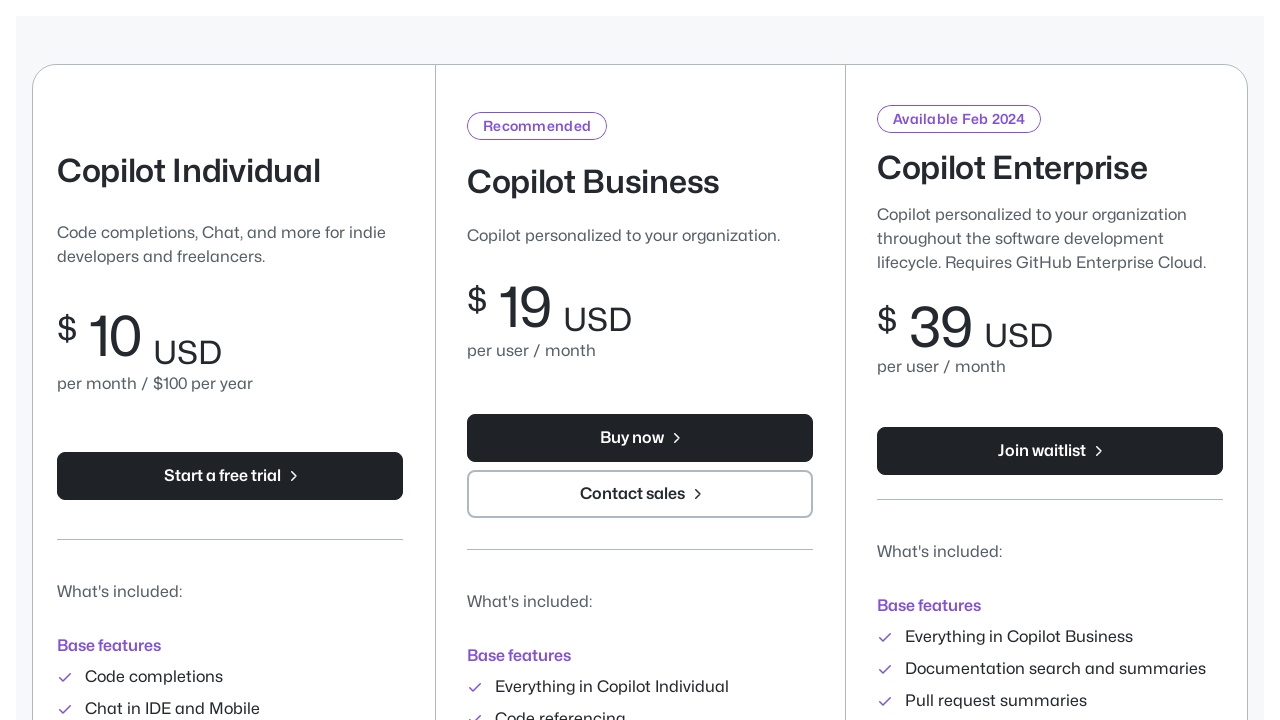 Copilot Individual
Code completions, Chat, and more for indie
developers and freelancers.
$ 10 USD
per month / $100 per year
Start a free trial
What's included:
Base features
Code completions
Chat in IDE and Mobile
Recommended
Copilot Business
Copilot personalized to your organization.
$ 19 USD
per user / month
Buy now
Contact sales
What's included:
Base features
Everything in Copilot Individual
Code referencing
Available Feb 2024
Copilot Enterprise
Copilot personalized to your organization
throughout the software development
lifecycle. Requires GitHub Enterprise Cloud.
$ 39 USD
per user / month
Join waitlist
What's included:
Base features
Everything in Copilot Business
Documentation search and summaries
Pull request summaries